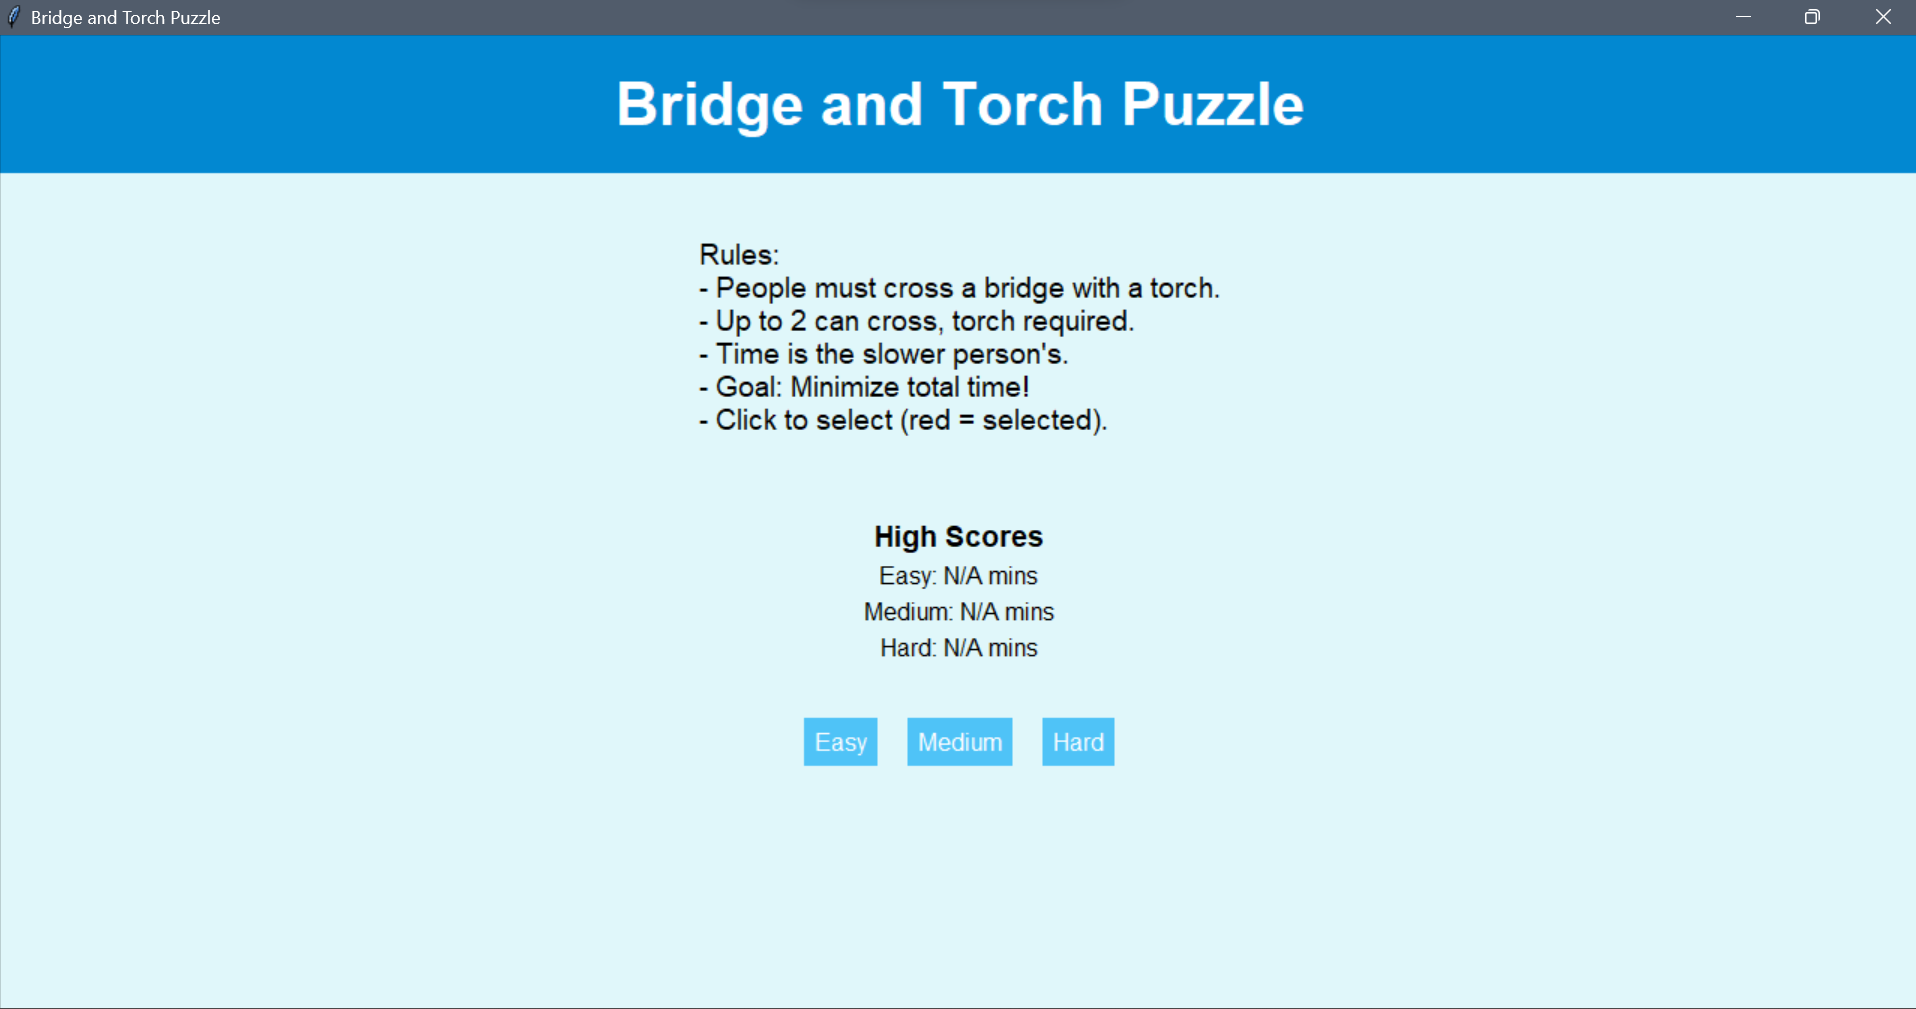 Bridge and Torch Puzzle
Bridge and Torch Puzzle
Rules:
- People must cross a bridge with a torch.
- Up to 2 can cross, torch required.
- Time is the slower person's.
- Goal: Minimize total time!
- Click to select (red = selected).
High Scores
Easy: N/A mins
Medium: N/A mins
Hard: N/A mins
Easy Medium Hard